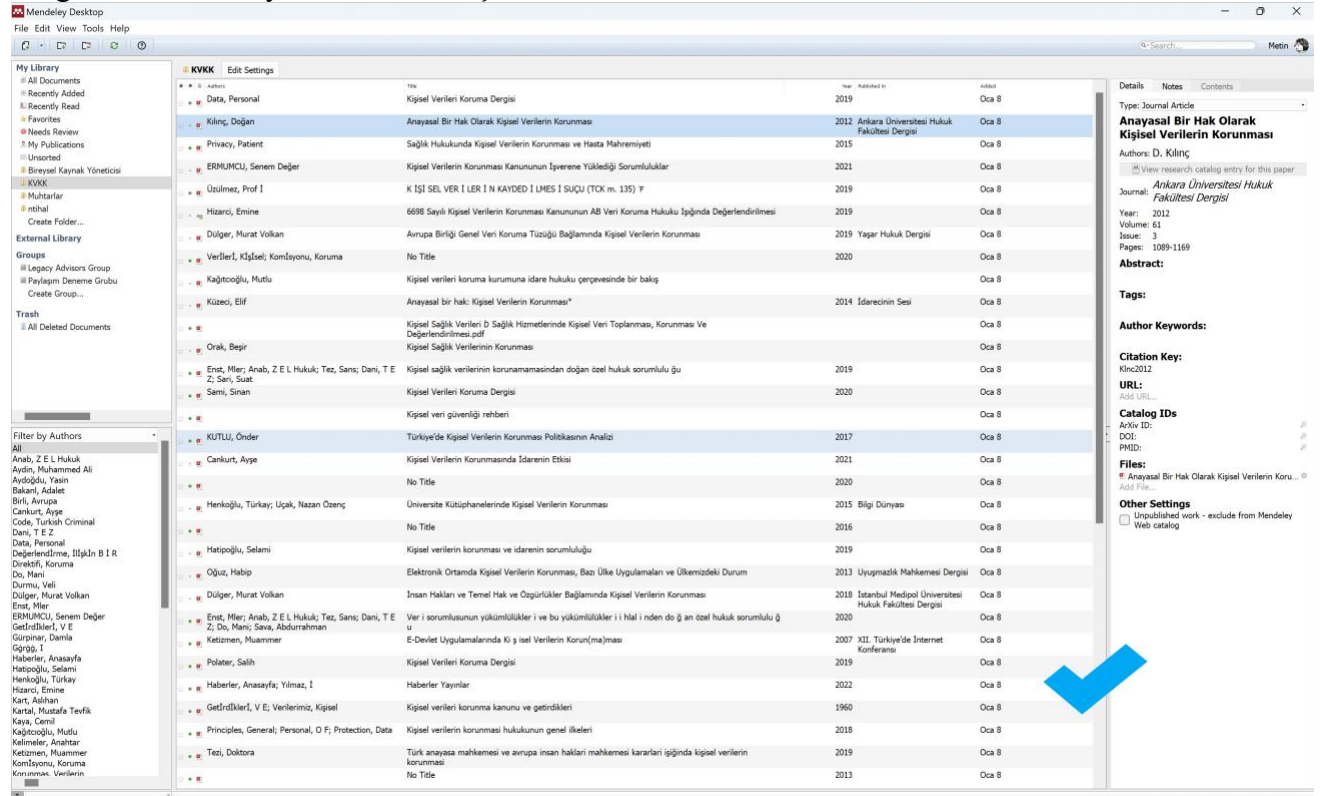 Mendeley Desktop
File Edit View Tools Help
Search...
Metin
My Library
All Documents
Recently Added
Recently Read
Favorites
Needs Review
My Publications
Unsorted
Bireysel Kaynak Yöneticisi
KVKK
Muhtarlar
ntihal
Create Folder...
External Library
Groups
Legacy Advisors Group
Paylaşım Deneme Grubu
Create Group...
Trash
All Deleted Documents
Filter by Authors
All
Anab, Z E L Hukuk
Aydin, Muhammed Ali
Aydoğdu, Yasin
Bakanl, Adalet
Birli, Avrupa
Cankurt, Ayşe
Code, Turkish Criminal
Dani, T E Z
Data, Personal
Değerlendİrme, İlİşkİn B İ R
Direktifi, Koruma
Do, Mani
Durmu, Veli
Dülger, Murat Volkan
Enst, Mler
ERMUMCU, Senem Değer
Getİrdİklerİ, V E
Gürpinar, Damla
Görgg, I
Haberler, Anasayfa
Hatipoğlu, Selami
Henkoğlu, Türkay
Hizarci, Emine
Kart, Aslıhan
Kartal, Mustafa Tevfik
Kaya, Cemil
Kağıtcıoğlu, Mutlu
Kelimeler, Anahtar
Ketizmen, Muammer
Komİsyonu, Koruma
Korunmas, Verilerin
KVKK Edit Settings
Authors Title Year Published In Added
Data, Personal Kişisel Verileri Koruma Dergisi 2019 Oca 8
Kılınç, Doğan Anayasal Bir Hak Olarak Kişisel Verilerin Korunması 2012 Ankara Üniversitesi Hukuk Oca 8
Fakültesi Dergisi
Privacy, Patient Sağlık Hukukunda Kişisel Verilerin Korunması ve Hasta Mahremiyeti 2015 Oca 8
ERMUMCU, Senem Değer Kişisel Verilerin Korunması Kanununun İşverene Yüklediği Sorumluluklar 2021 Oca 8
Üzülmez, Prof İ K İŞİ SEL VER İ LER İ N KAYDED İ LMES İ SUÇU (TCK m. 135) 2019 Oca 8
Hizarci, Emine 6698 Sayılı Kişisel Verilerin Korunması Kanununun AB Veri Koruma Hukuku Işığında Değerlendirilmesi 2019 Oca 8
Dülger, Murat Volkan Avrupa Birliği Genel Veri Koruma Tüzüğü Bağlamında Kişisel Verilerin Korunması 2019 Yaşar Hukuk Dergisi Oca 8
Verİlerİ, Kİşİsel; Komİsyonu, Koruma No Title 2020 Oca 8
Kağıtcıoğlu, Mutlu Kişisel verileri koruma kurumuna idare hukuku çerçevesinde bir bakış Oca 8
Küzeci, Elif Anayasal bir hak: Kişisel Verilerin Korunması* 2014 İdarecinin Sesi Oca 8
Kişisel Sağlık Verileri D Sağlık Hizmetlerinde Kişisel Veri Toplanması, Korunması Ve Oca 8
Değerlendirilmesi.pdf
Orak, Beşir Kişisel Sağlık Verilerinin Korunması Oca 8
Enst, Mler; Anab, Z E L Hukuk; Tez, Sans; Dani, T E Kişisel sağlık verilerinin korunamamasindan doğan özel hukuk sorumlulu ğu 2019 Oca 8
Z; Sari, Suat
Sami, Sinan Kişisel Verileri Koruma Dergisi 2020 Oca 8
Kişisel veri güvenliği rehberi Oca 8
KUTLU, Önder Türkiye'de Kişisel Verilerin Korunması Politikasının Analizi 2017 Oca 8
Cankurt, Ayşe Kişisel Verilerin Korunmasında İdarenin Etkisi 2021 Oca 8
No Title 2020 Oca 8
Henkoğlu, Türkay; Uçak, Nazan Özenç Üniversite Kütüphanelerinde Kişisel Verilerin Korunması 2015 Bilgi Dünyası Oca 8
No Title 2016 Oca 8
Hatipoğlu, Selami Kişisel verilerin korunması ve idarenin sorumluluğu 2019 Oca 8
Oğuz, Habip Elektronik Ortamda Kişisel Verilerin Korunması, Bazı Ülke Uygulamaları ve Ülkemizdeki Durum 2013 Uyuşmazlık Mahkemesi Dergisi Oca 8
Dülger, Murat Volkan İnsan Hakları ve Temel Hak ve Özgürlükler Bağlamında Kişisel Verilerin Korunması 2018 İstanbul Medipol Üniversitesi Oca 8
Hukuk Fakültesi Dergisi
Enst, Mler; Anab, Z E L Hukuk; Tez, Sans; Dani, T E Ver i sorumlusunun yükümlülükler i ve bu yükümlülükler i i hlal i nden do ğ an özel hukuk sorumlulu ğ 2020 Oca 8
Z; Do, Mani; Sava, Abdurrahman u
Ketizmen, Muammer E-Devlet Uygulamalarında Ki ş isel Verilerin Korun(ma)ması 2007 XII. Türkiye'de İnternet Oca 8
Konferansı
Polater, Salih Kişisel Verileri Koruma Dergisi 2019 Oca 8
Haberler, Anasayfa; Yılmaz, İ Haberler Yayınlar 2022 Oca 8
Getİrdİklerİ, V E; Verilerimiz, Kişisel Kişisel verileri korunma kanunu ve getirdikleri 1960 Oca 8
Principles, General; Personal, O F; Protection, Data Kişisel verilerin korunmasi hukukunun genel ilkeleri 2018 Oca 8
Tezi, Doktora Türk anayasa mahkemesi ve avrupa insan haklari mahkemesi kararlari işiğinda kişisel verilerin 2019 Oca 8
korunmasi
No Title 2013 Oca 8
Details Notes Contents
Type: Journal Article
Anayasal Bir Hak Olarak
Kişisel Verilerin Korunması
Authors: D. Kılınç
View research catalog entry for this paper
Journal: Ankara Üniversitesi Hukuk
Fakültesi Dergisi
Year: 2012
Volume: 61
Issue: 3
Pages: 1089-1169
Abstract:
Tags:
Author Keywords:
Citation Key:
Klnc2012
URL:
Add URL...
Catalog IDs
ArXiv ID:
DOI:
PMID:
Files:
Anayasal Bir Hak Olarak Kişisel Verilerin Koru...
Add File...
Other Settings
Unpublished work - exclude from Mendeley
Web catalog